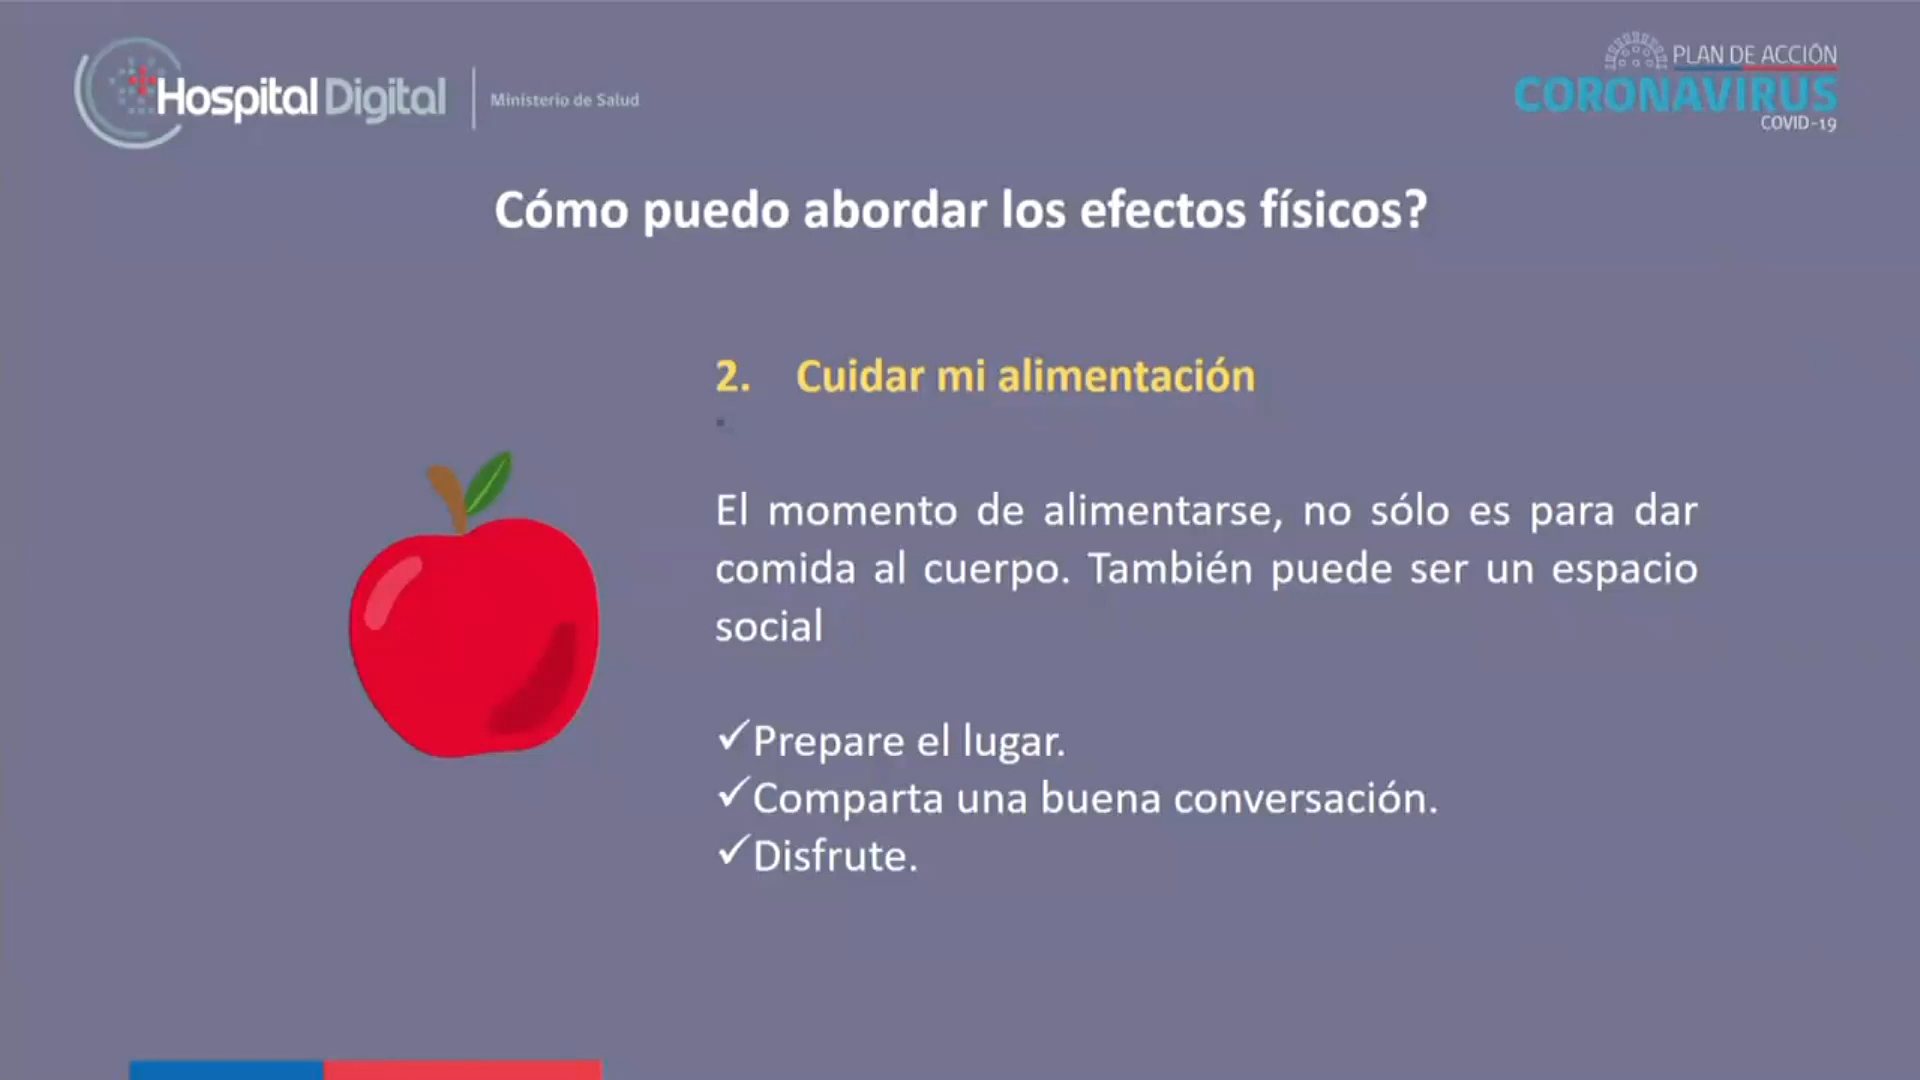 Hospital Digital
Ministerio de Salud
PLAN DE ACCIÓN
CORONAVIRUS
COVID-19
Cómo puedo abordar los efectos físicos?
2. Cuidar mi alimentación
El momento de alimentarse, no sólo es para dar
comida al cuerpo. También puede ser un espacio
social
✓Prepare el lugar.
✓Comparta una buena conversación.
✓Disfrute.